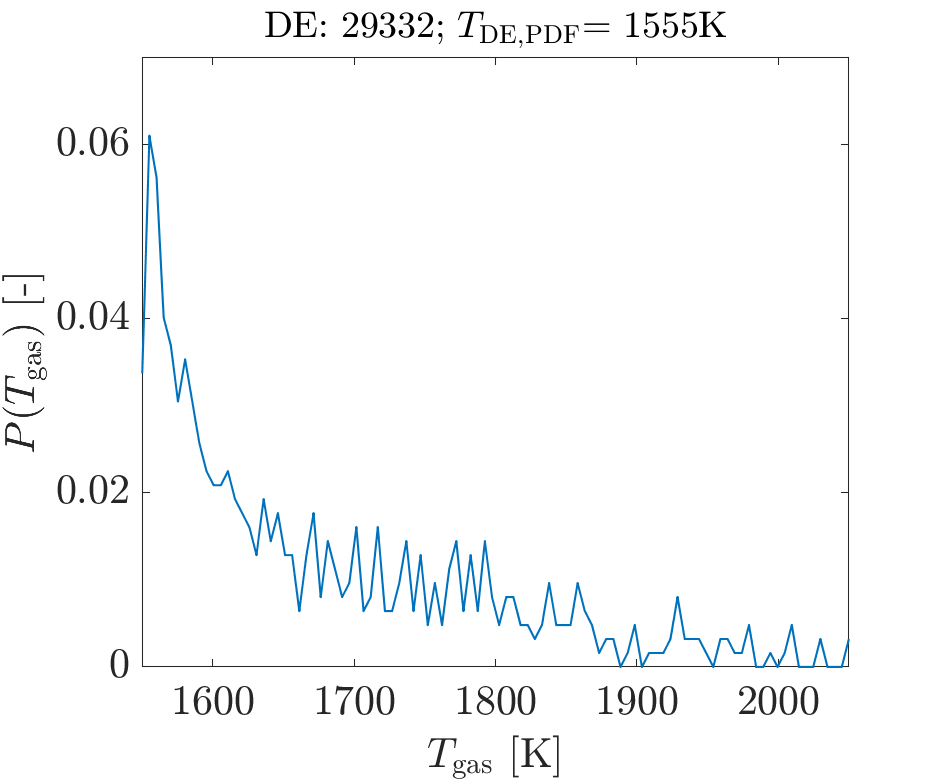 DE: 29332; T_DE,PDF= 1555K
0.06
0.04
0.02
0
P(T_gas) [-]
1600 1700 1800 1900 2000
T_gas [K]